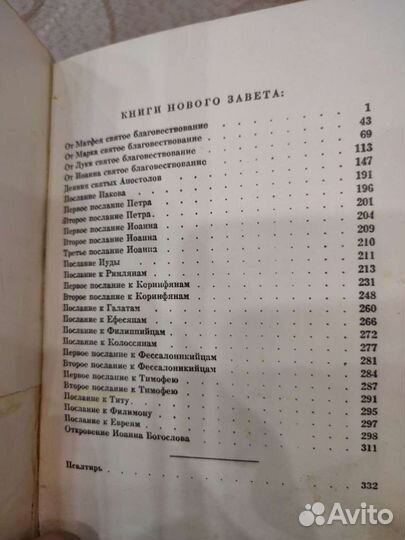 КНИГИ НОВОГО ЗАВЕТА:
От Матфея святое благовествование . . . 1
От Марка святое благовествование . . . 43
От Луки святое благовествование . . . 69
От Иоанна святое благовествование . . . 113
Деяния святых Апостолов . . . 147
Послание Иакова . . . 191
Первое послание Петра . . . 196
Второе послание Петра . . . 201
Первое послание Иоанна . . . 204
Второе послание Иоанна . . . 209
Третье послание Иоанна . . . 210
Послание Иуды . . . 211
Послание к Римлянам . . . 213
Первое послание к Коринфянам . . . 231
Второе послание к Коринфянам . . . 248
Послание к Галатам . . . 260
Послание к Ефесянам . . . 266
Послание к Филиппийцам . . . 272
Послание к Колоссянам . . . 277
Первое послание к Фессалоникийцам . . . 281
Второе послание к Фессалоникийцам . . . 284
Первое послание к Тимофею . . . 287
Второе послание к Тимофею . . . 291
Послание к Титу . . . 295
Послание к Филимону . . . 297
Послание к Евреям . . . 298
Откровение Иоанна Богослова . . . 311
Псалтирь . . . 332
Avito